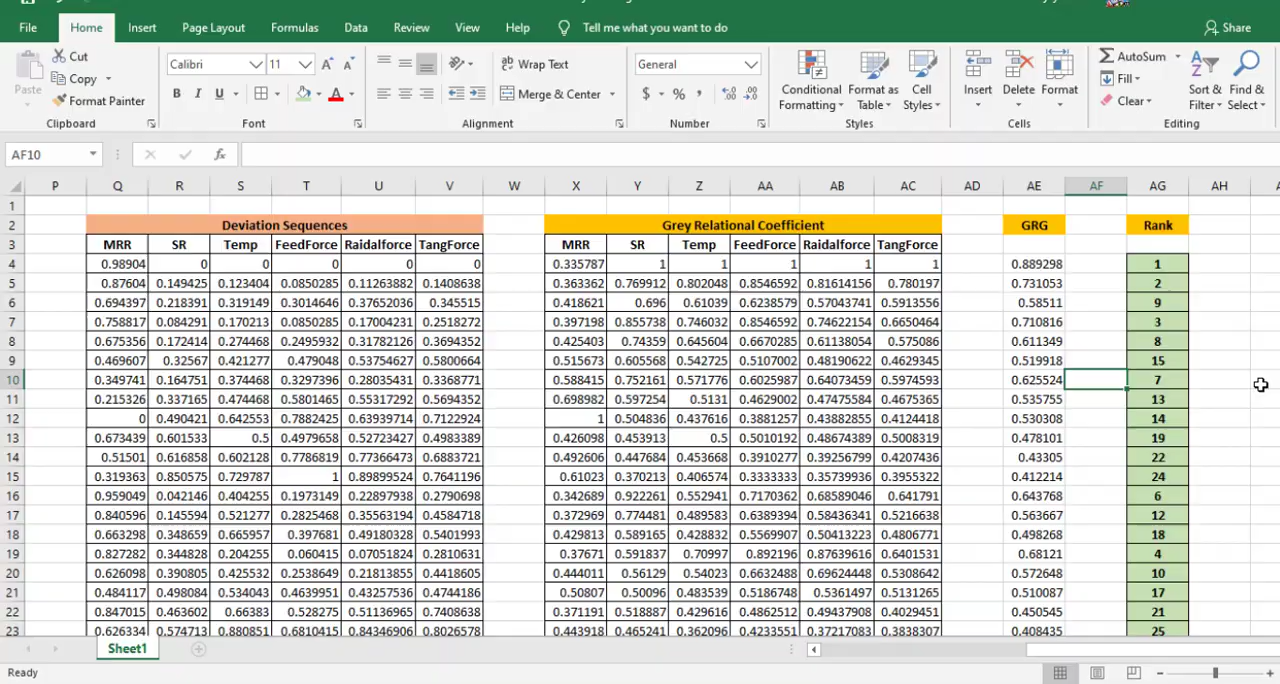 File Home Insert Page Layout Formulas Data Review View Help Tell me what you want to do Share
Cut Calibri 11 Wrap Text General AutoSum
Copy Fill
Paste Format Painter B I U Merge & Center $ % , Conditional Formatting Format as Table Cell Styles Insert Delete Format Clear Sort & Filter Find & Select
Clipboard Font Alignment Number Styles Cells Editing
AF10 fx
P Q R S T U V W X Y Z AA AB AC AD AE AF AG AH
1
2 Deviation Sequences Grey Relational Coefficient GRG Rank
3 MRR SR Temp FeedForce Raidalforce TangForce MRR SR Temp FeedForce Raidalforce TangForce
4 0.98904 0 0 0 0 0 0.335787 1 1 1 1 1 0.889298 1
5 0.87604 0.149425 0.123404 0.0850285 0.11263882 0.1408638 0.363362 0.769912 0.802048 0.8546592 0.81614156 0.780197 0.731053 2
6 0.694397 0.218391 0.319149 0.3014646 0.37652036 0.345515 0.418621 0.696 0.61039 0.6238579 0.57043741 0.5913556 0.58511 9
7 0.758817 0.084291 0.170213 0.0850285 0.17004231 0.2518272 0.397198 0.855738 0.746032 0.8546592 0.74622154 0.6650464 0.710816 3
8 0.675356 0.172414 0.274468 0.2495932 0.31782126 0.3694352 0.425403 0.74359 0.645604 0.6670285 0.61138054 0.575086 0.611349 8
9 0.469607 0.32567 0.421277 0.479048 0.53754627 0.5800664 0.515673 0.605568 0.542725 0.5107002 0.48190622 0.4629345 0.519918 15
10 0.349741 0.164751 0.374468 0.3297396 0.28035431 0.3368771 0.588415 0.752161 0.571776 0.6025987 0.64073459 0.5974593 0.625524 7
11 0.215326 0.337165 0.474468 0.5801465 0.55317292 0.5694352 0.698982 0.597254 0.5131 0.4629002 0.47475584 0.4675365 0.535755 13
12 0 0.490421 0.642553 0.7882425 0.63939714 0.7122924 1 0.504836 0.437616 0.3881257 0.43882855 0.4124418 0.530308 14
13 0.673439 0.601533 0.5 0.4979658 0.52723427 0.4983389 0.426098 0.453913 0.5 0.5010192 0.48674389 0.5008319 0.478101 19
14 0.51501 0.616858 0.602128 0.7786819 0.77366473 0.6883721 0.492606 0.447684 0.453668 0.3910277 0.39256799 0.4207436 0.43305 22
15 0.319363 0.850575 0.729787 1 0.89899524 0.7641196 0.61023 0.370213 0.406574 0.3333333 0.35739936 0.3955322 0.412214 24
16 0.959049 0.042146 0.404255 0.1973149 0.22897938 0.2790698 0.342689 0.922261 0.552941 0.7170362 0.68589046 0.641791 0.643768 6
17 0.840596 0.145594 0.521277 0.2825468 0.35563817 0.4584718 0.372969 0.774481 0.489583 0.6389394 0.58436341 0.5216638 0.563667 12
18 0.663298 0.348659 0.665957 0.397681 0.49180328 0.5401993 0.429813 0.589165 0.428832 0.5569907 0.50413223 0.4806771 0.498268 18
19 0.827282 0.344828 0.204255 0.060415 0.07051824 0.2810631 0.37671 0.591837 0.70997 0.892196 0.87639616 0.6401531 0.68121 4
20 0.626098 0.390805 0.425532 0.2538649 0.21813855 0.4418605 0.444011 0.56129 0.54023 0.6632488 0.69624448 0.5308642 0.572648 10
21 0.484117 0.498084 0.534043 0.4639951 0.43257536 0.4744186 0.50807 0.50096 0.483539 0.5186748 0.5361497 0.5131265 0.510087 17
22 0.847015 0.463602 0.66383 0.528275 0.51136965 0.7408638 0.371191 0.518887 0.429616 0.4862512 0.49437908 0.4029451 0.450545 21
23 0.626334 0.574713 0.880851 0.6810415 0.84346906 0.8026578 0.443918 0.465241 0.362096 0.4233551 0.37217083 0.3838307 0.408435 25
Sheet1
Ready